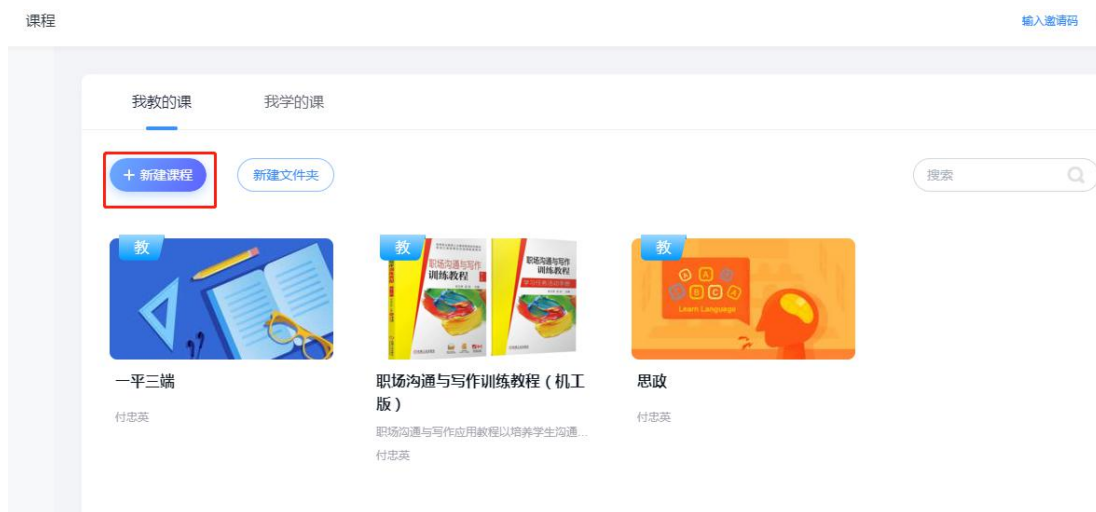 课程
输入邀请码
我教的课
我学的课
+ 新建课程
新建文件夹
搜索
教
教
职场沟通与写作
训练教程
职场沟通与写作
训练教程
教
B A
B C A
Learn Language
一平三端
付忠英
职场沟通与写作训练教程（机工
版）
职场沟通与写作应用教程以培养学生沟通...
付忠英
思政
付忠英